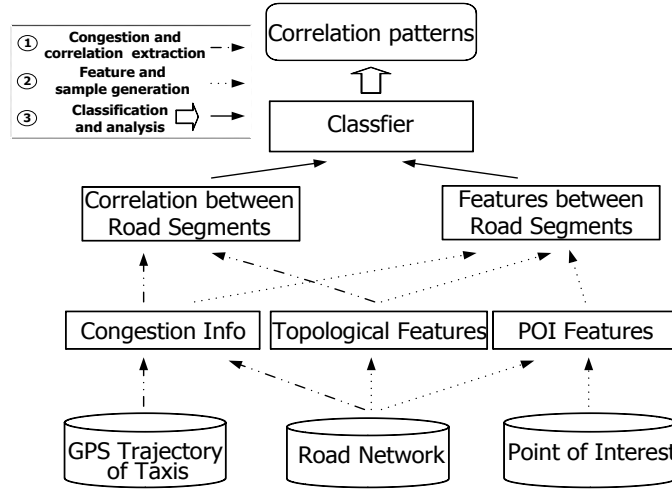 ① Congestion and
correlation extraction
② Feature and
sample generation
③ Classification
and analysis
Correlation patterns
Classfier
Correlation between
Road Segments
Features between
Road Segments
Congestion Info
Topological Features
POI Features
GPS Trajectory
of Taxis
Road Network
Point of Interest